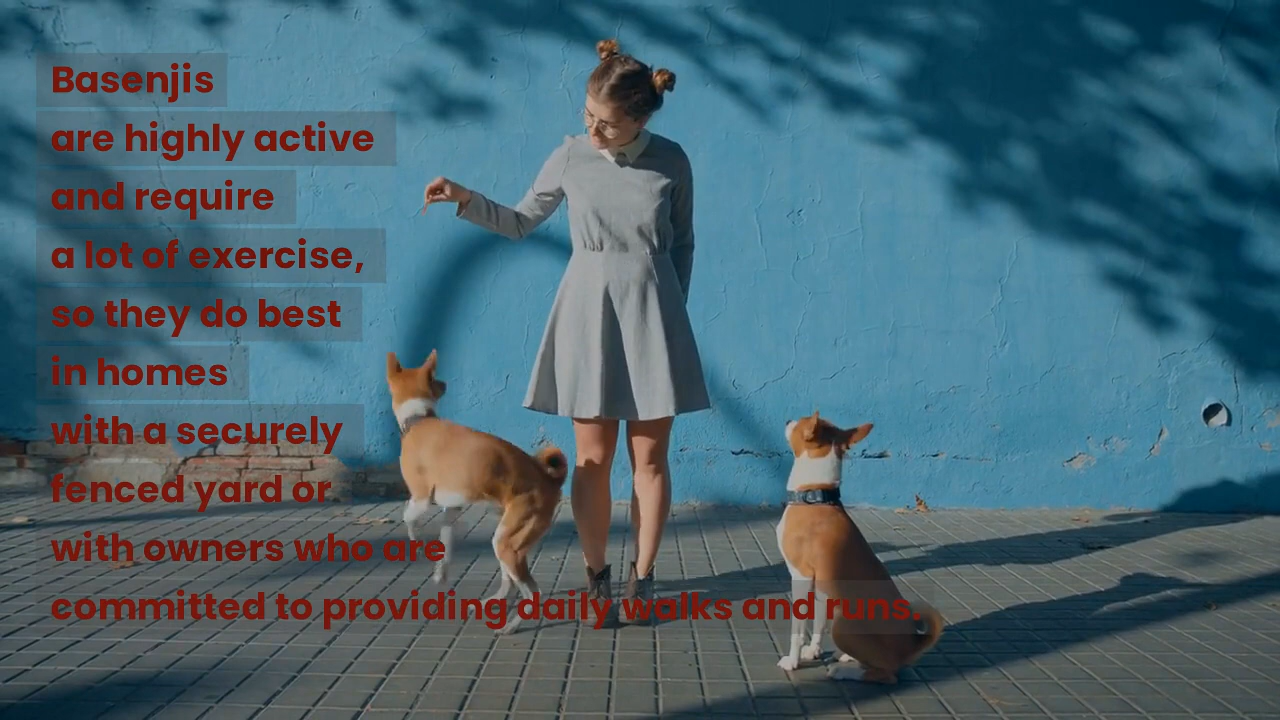 Basenjis
are highly active
and require
a lot of exercise,
so they do best
in homes
with a securely
fenced yard or
with owners who are
committed to providing daily walks and runs.